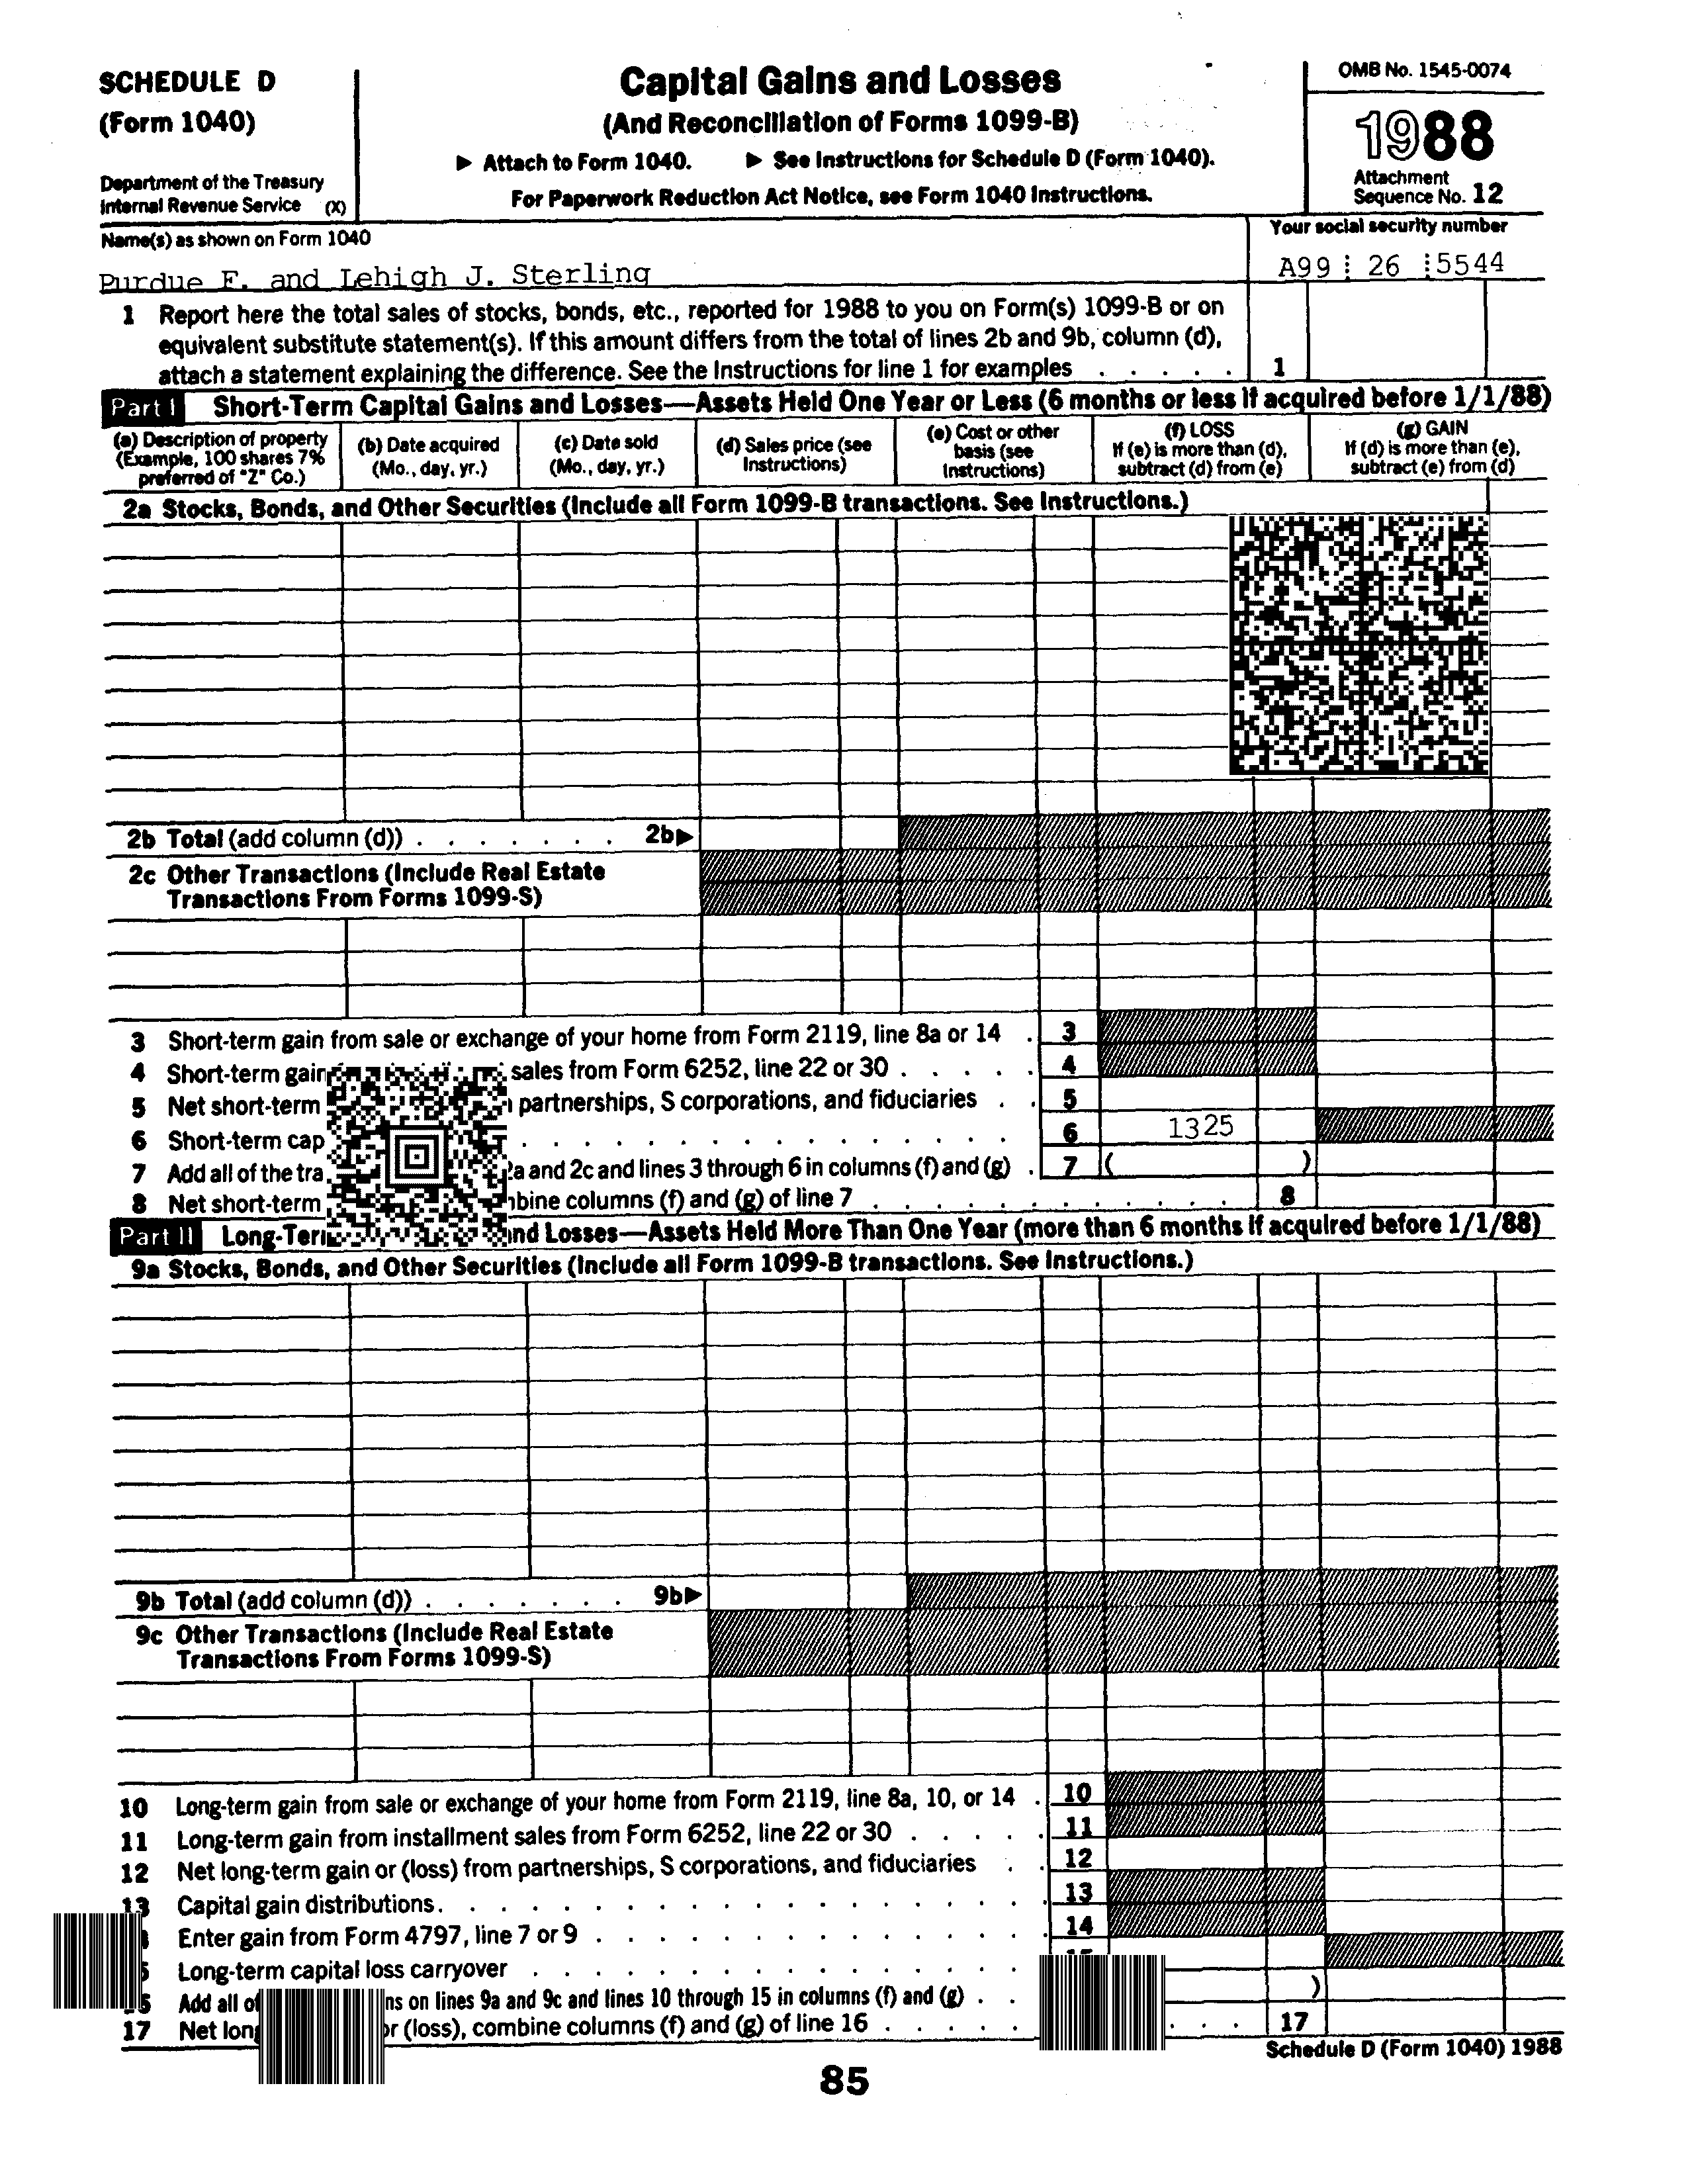 SCHEDULE D
(Form 1040)
Department of the Treasury
Internal Revenue Service (X)
Capital Gains and Losses
(And Reconciliation of Forms 1099-B)
▶ Attach to Form 1040. ▶ See Instructions for Schedule D (Form 1040).
For Paperwork Reduction Act Notice, see Form 1040 Instructions.
OMB No. 1545-0074
1988
Attachment
Sequence No. 12
Name(s) as shown on Form 1040
Purdue F. and Lehigh J. Sterling
Your social security number
A99 26 5544
1 Report here the total sales of stocks, bonds, etc., reported for 1988 to you on Form(s) 1099-B or on
equivalent substitute statement(s). If this amount differs from the total of lines 2b and 9b, column (d),
attach a statement explaining the difference. See the Instructions for line 1 for examples . . . . . 1
Part I Short-Term Capital Gains and Losses—Assets Held One Year or Less (6 months or less if acquired before 1/1/88)
(a) Description of property
(Example, 100 shares 7%
preferred of "Z" Co.)
(b) Date acquired
(Mo., day, yr.)
(c) Date sold
(Mo., day, yr.)
(d) Sales price (see
Instructions)
(e) Cost or other
basis (see
Instructions)
(f) LOSS
If (e) is more than (d),
subtract (d) from (e)
(g) GAIN
If (d) is more than (e),
subtract (e) from (d)
2a Stocks, Bonds, and Other Securities (Include all Form 1099-B transactions. See Instructions.)
2b Total (add column (d)) . . . . . . . 2b▶
2c Other Transactions (Include Real Estate
Transactions From Forms 1099-S)
3 Short-term gain from sale or exchange of your home from Form 2119, line 8a or 14 . 3
4 Short-term gain sales from Form 6252, line 22 or 30 . . . . . 4
5 Net short-term partnerships, S corporations, and fiduciaries . . 5
6 Short-term cap . . . . . . . . . . . . . . . . 6 1325
7 Add all of the tra 2a and 2c and lines 3 through 6 in columns (f) and (g) . 7 ( )
8 Net short-term bine columns (f) and (g) of line 7 . . . . . . . . . . . . 8
Part II Long-Ter nd Losses—Assets Held More Than One Year (more than 6 months if acquired before 1/1/88)
9a Stocks, Bonds, and Other Securities (Include all Form 1099-B transactions. See Instructions.)
9b Total (add column (d)) . . . . . . . 9b▶
9c Other Transactions (Include Real Estate
Transactions From Forms 1099-S)
10 Long-term gain from sale or exchange of your home from Form 2119, line 8a, 10, or 14 . 10
11 Long-term gain from installment sales from Form 6252, line 22 or 30 . . . . . 11
12 Net long-term gain or (loss) from partnerships, S corporations, and fiduciaries . . 12
13 Capital gain distributions . . . . . . . . . . . . . . . . 13
Enter gain from Form 4797, line 7 or 9 . . . . . . . . . . . . 14
Long-term capital loss carryover . . . . . . . . . . . . . .
Add all of ns on lines 9a and 9c and lines 10 through 15 in columns (f) and (g) . . )
17 Net long or (loss), combine columns (f) and (g) of line 16 . . . . . . . . 17
Schedule D (Form 1040) 1988
85